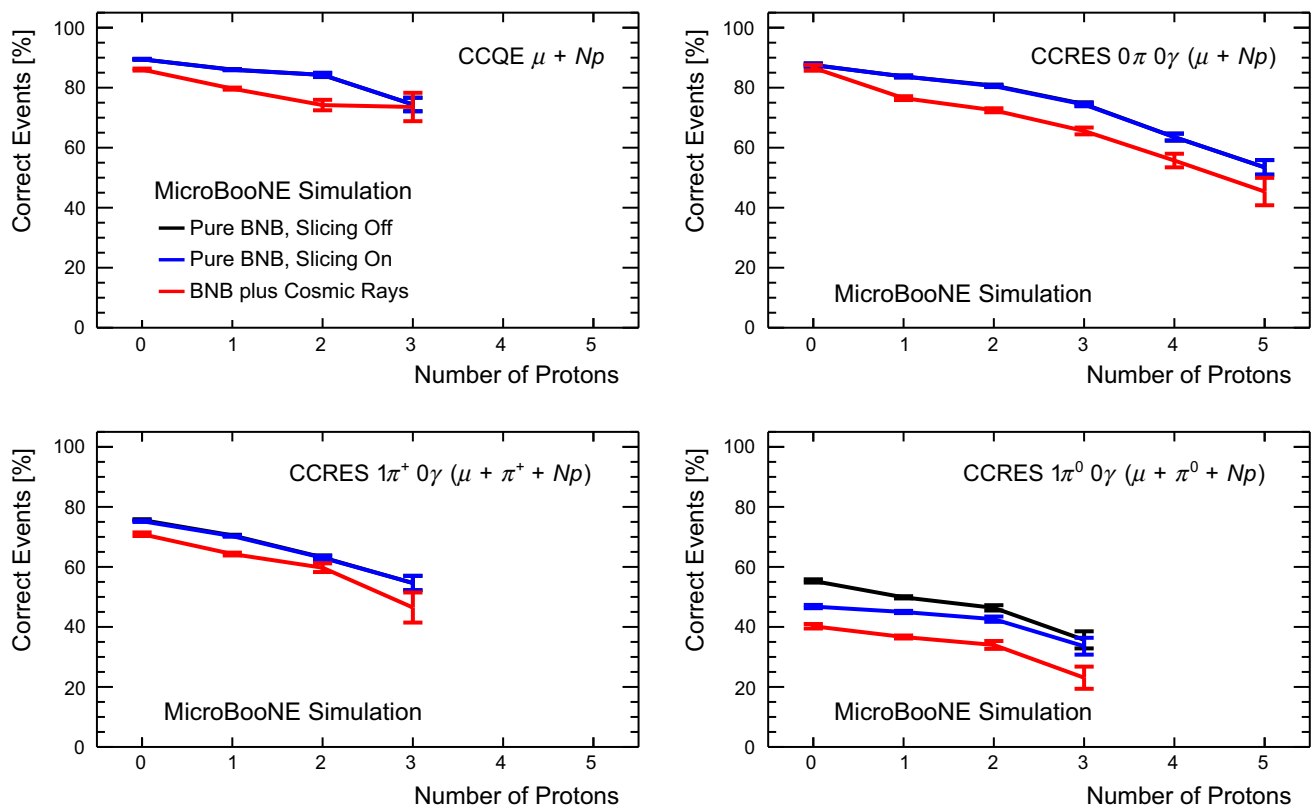 Correct Events [%]
100
80
60
40
20
0
CCQE μ + Np
MicroBooNE Simulation
Pure BNB, Slicing Off
Pure BNB, Slicing On
BNB plus Cosmic Rays
0 1 2 3 4 5
Number of Protons
Correct Events [%]
100
80
60
40
20
0
CCRES 0π 0γ (μ + Np)
MicroBooNE Simulation
0 1 2 3 4 5
Number of Protons
Correct Events [%]
100
80
60
40
20
0
CCRES 1π⁺ 0γ (μ + π⁺ + Np)
MicroBooNE Simulation
0 1 2 3 4 5
Number of Protons
Correct Events [%]
100
80
60
40
20
0
CCRES 1π⁰ 0γ (μ + π⁰ + Np)
MicroBooNE Simulation
0 1 2 3 4 5
Number of Protons